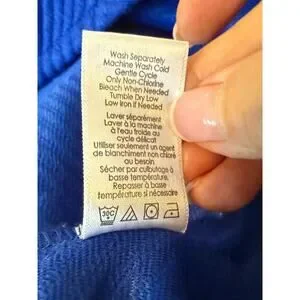 Wash Separately
Machine Wash Cold
Gentle Cycle
Only Non-Chlorine
Bleach When Needed
Tumble Dry Low
Low Iron if Needed
Laver séparément
Laver à la machine
à l'eau froide au
cycle délicat
Utiliser seulement un agent
de blanchiment non chloré
au besoin.
Sécher par culbutage à
basse température.
Repasser à basse
température si nécessaire
30C